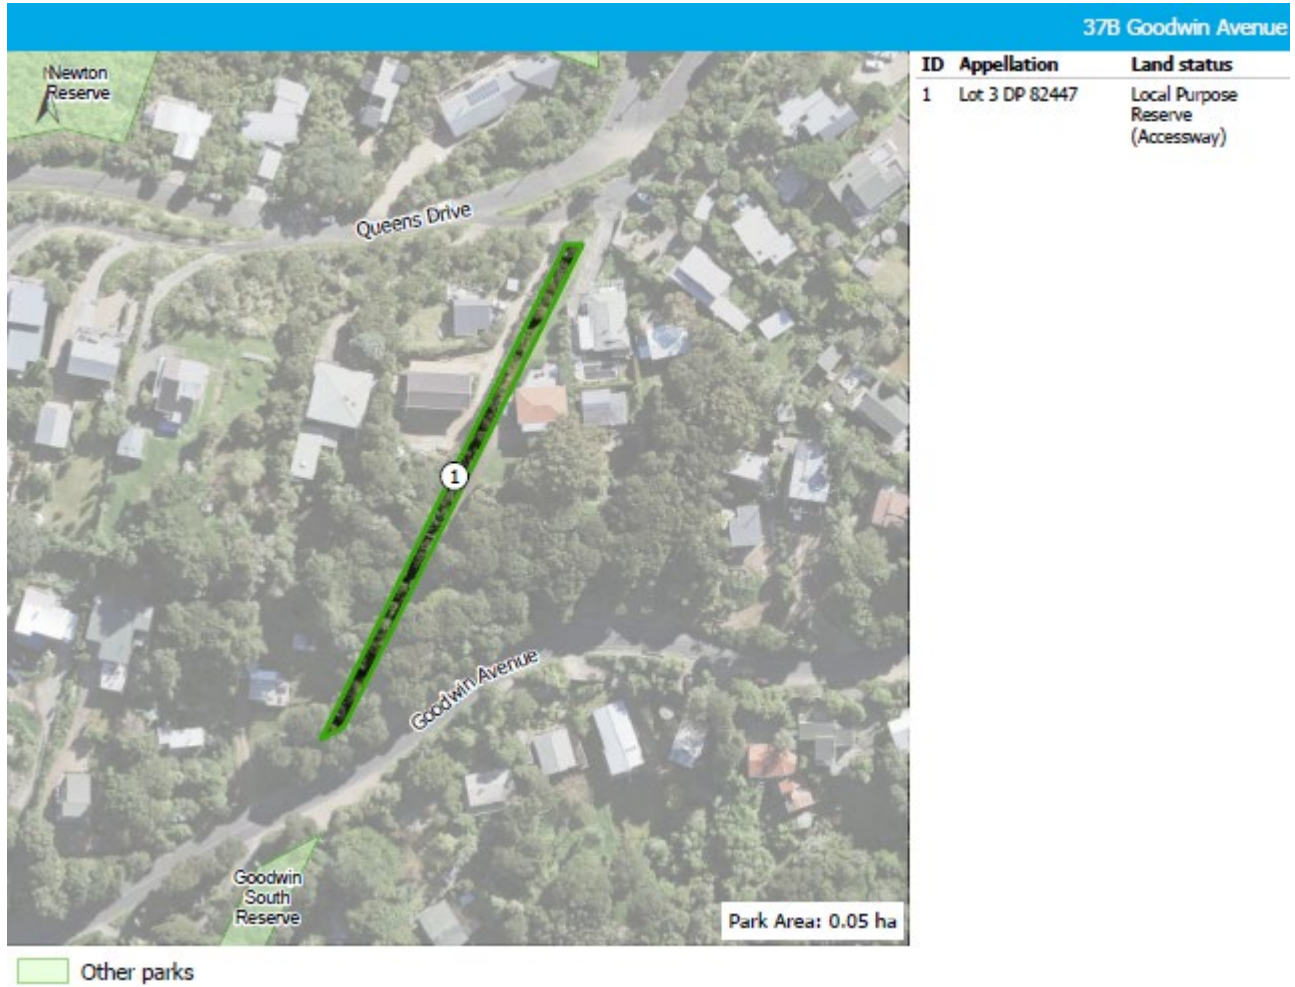 37B Goodwin Avenue
ID Appellation Land status
1 Lot 3 DP 82447 Local Purpose
Reserve
(Accessway)
Newton
Reserve
Queens Drive
1
Goodwin Avenue
Goodwin
South
Reserve
Park Area: 0.05 ha
Other parks